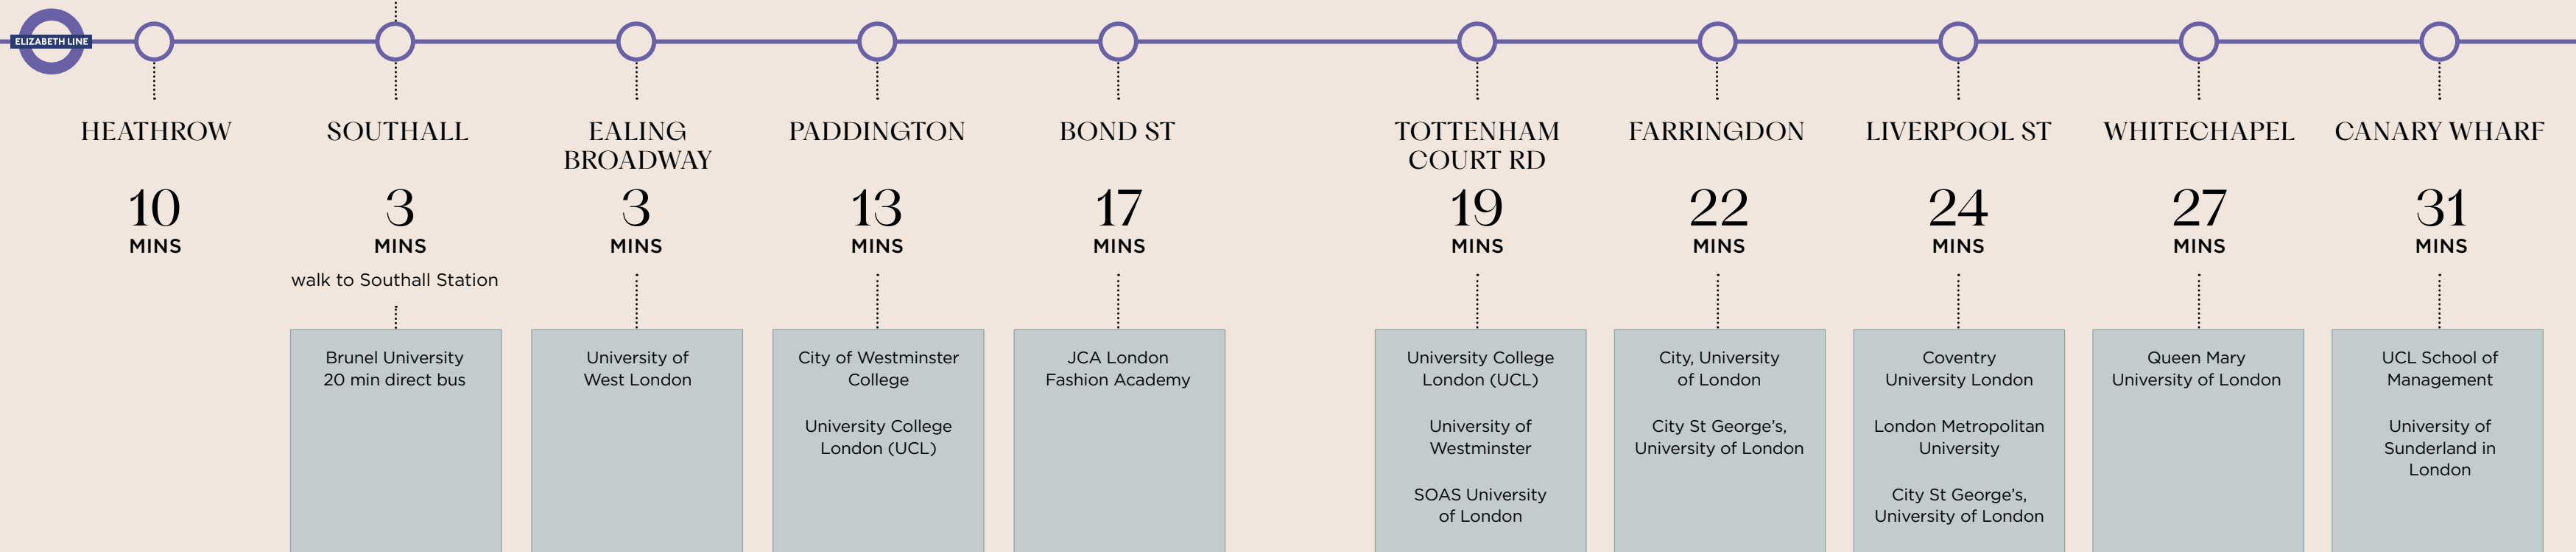 ELIZABETH LINE
HEATHROW
10
MINS
SOUTHALL
3
MINS
walk to Southall Station
Brunel University
20 min direct bus
EALING
BROADWAY
3
MINS
University of
West London
PADDINGTON
13
MINS
City of Westminster
College
University College
London (UCL)
BOND ST
17
MINS
JCA London
Fashion Academy
TOTTENHAM
COURT RD
19
MINS
University College
London (UCL)
University of
Westminster
SOAS University
of London
FARRINGDON
22
MINS
City, University
of London
City St George’s,
University of London
LIVERPOOL ST
24
MINS
Coventry
University London
London Metropolitan
University
City St George’s,
University of London
WHITECHAPEL
27
MINS
Queen Mary
University of London
CANARY WHARF
31
MINS
UCL School of
Management
University of
Sunderland in
London